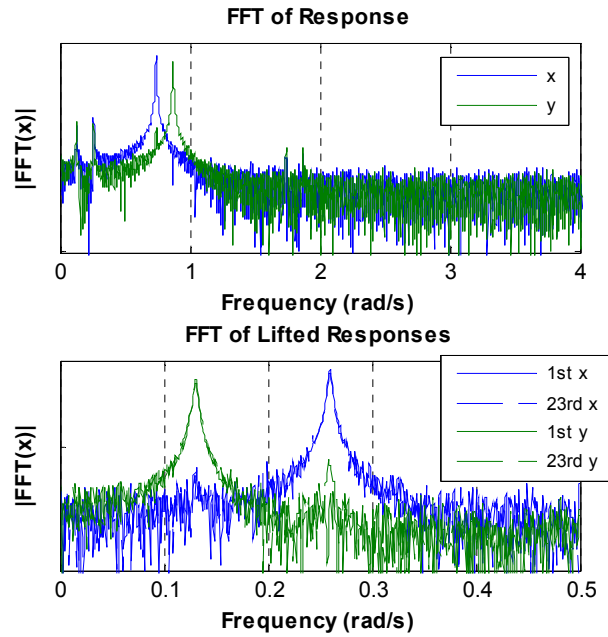 FFT of Response
|FFT(x)|
x
y
0
1
2
3
4
Frequency (rad/s)
FFT of Lifted Responses
|FFT(x)|
1st x
23rd x
1st y
23rd y
0
0.1
0.2
0.3
0.4
0.5
Frequency (rad/s)